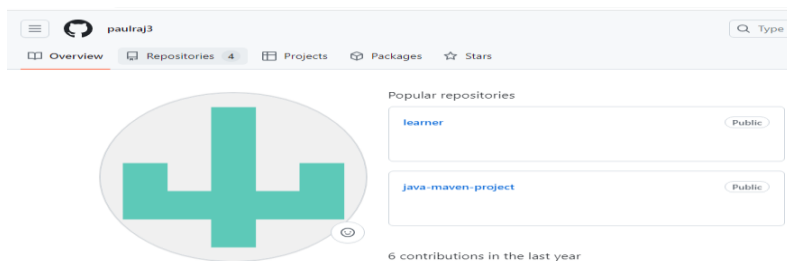 paulraj3
Type
Overview Repositories 4 Projects Packages Stars
Popular repositories
learner Public
java-maven-project Public
6 contributions in the last year